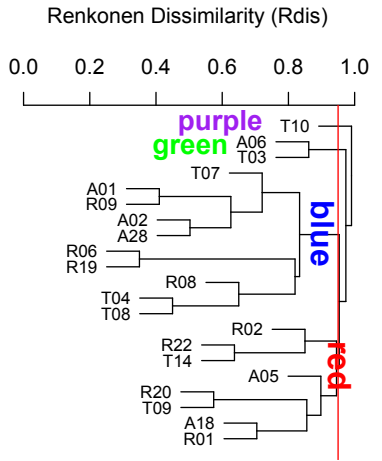 Renkonen Dissimilarity (Rdis)
0.0 0.2 0.4 0.6 0.8 1.0
purple
T10
green
A06
T03
T07
A01
R09
A02
A28
blue
R06
R19
R08
T04
T08
R02
R22
T14
red
A05
R20
T09
A18
R01